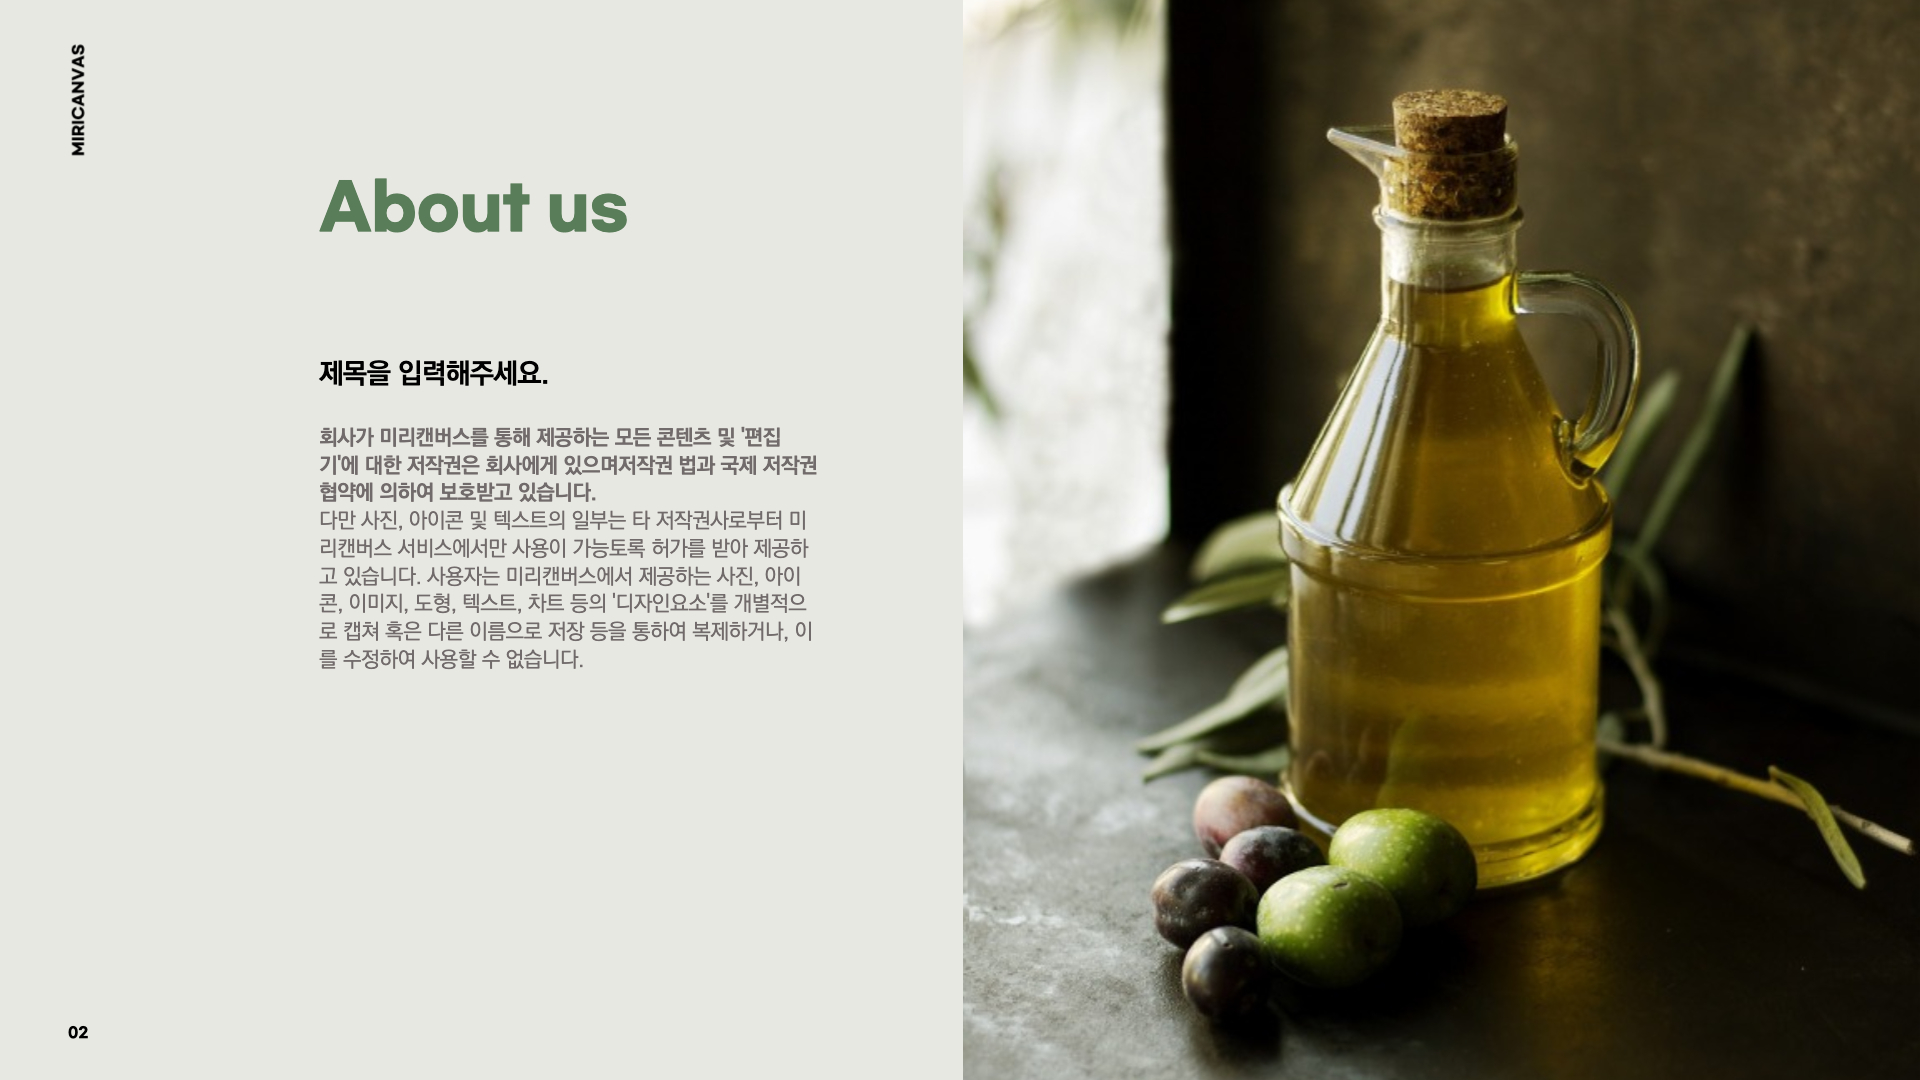 MIRICANVAS
About us
제목을 입력해주세요.
회사가 미리캔버스를 통해 제공하는 모든 콘텐츠 및 '편집
기'에 대한 저작권은 회사에게 있으며저작권 법과 국제 저작권
협약에 의하여 보호받고 있습니다.
다만 사진, 아이콘 및 텍스트의 일부는 타 저작권사로부터 미
리캔버스 서비스에서만 사용이 가능토록 허가를 받아 제공하
고 있습니다. 사용자는 미리캔버스에서 제공하는 사진, 아이
콘, 이미지, 도형, 텍스트, 차트 등의 '디자인요소'를 개별적으
로 캡쳐 혹은 다른 이름으로 저장 등을 통하여 복제하거나, 이
를 수정하여 사용할 수 없습니다.
02